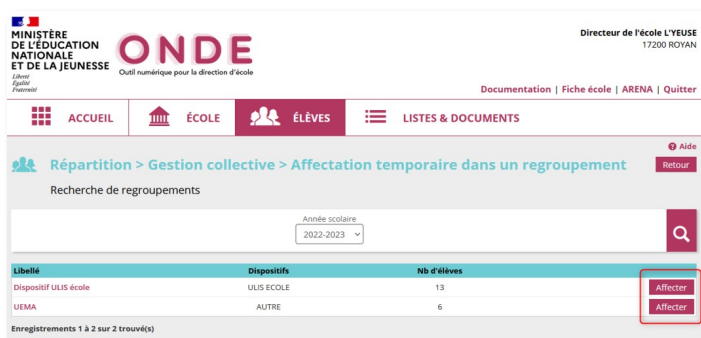 MINISTÈRE
DE L'ÉDUCATION
NATIONALE
ET DE LA JEUNESSE
Liberté
Égalité
Fraternité
ONDE
Outil numérique pour la direction d'école
Directeur de l'école L'YEUSE
17200 ROYAN
Documentation | Fiche école | ARENA | Quitter
ACCUEIL ÉCOLE ÉLÈVES LISTES & DOCUMENTS
Aide
Répartition > Gestion collective > Affectation temporaire dans un regroupement
Retour
Recherche de regroupements
Année scolaire
2022-2023
Libellé Dispositifs Nb d'élèves
Dispositif ULIS école ULIS ECOLE 13 Affecter
UEMA AUTRE 6 Affecter
Enregistrements 1 à 2 sur 2 trouvé(s)